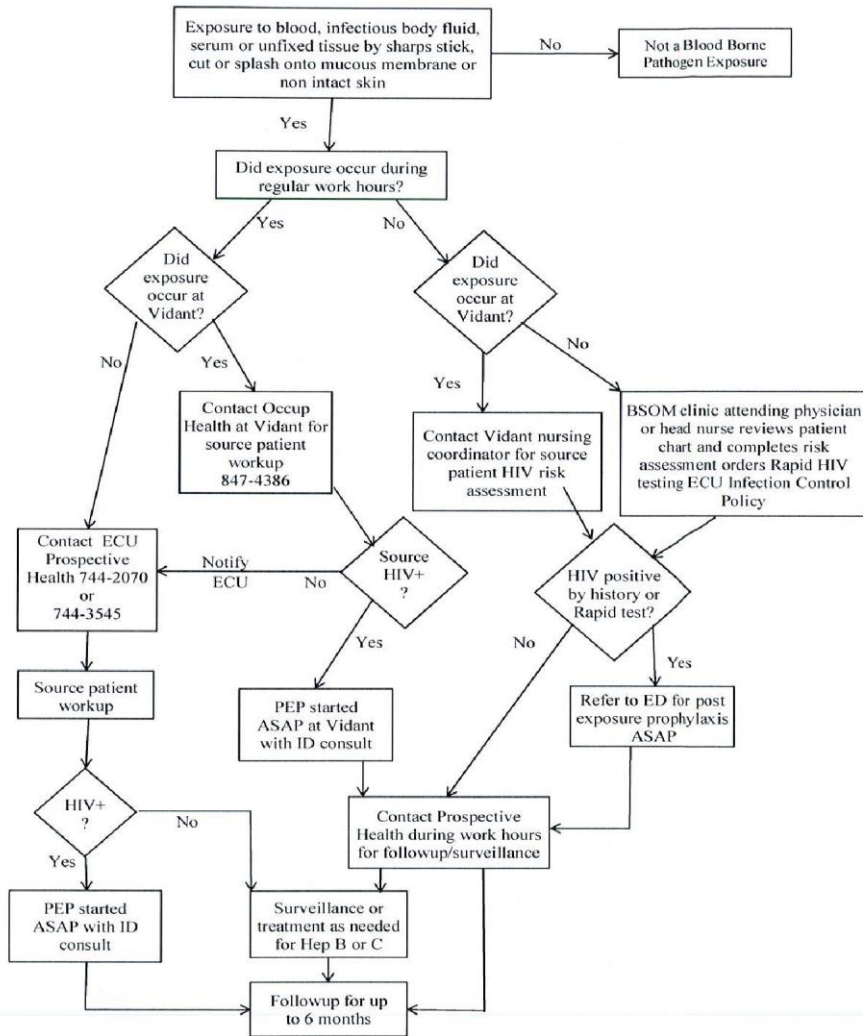 Exposure to blood, infectious body fluid,
serum or unfixed tissue by sharps stick,
cut or splash onto mucous membrane or
non intact skin
No
Not a Blood Borne
Pathogen Exposure
Yes
Did exposure occur during
regular work hours?
Yes
No
Did
exposure
occur at
Vidant?
Did
exposure
occur at
Vidant?
No
Yes
Yes
No
Contact Occup
Health at Vidant for
source patient
workup
847-4386
Contact Vidant nursing
coordinator for source
patient HIV risk
assessment
BSOM clinic attending physician
or head nurse reviews patient
chart and completes risk
assessment orders Rapid HIV
testing ECU Infection Control
Policy
Contact ECU
Prospective
Health 744-2070
or
744-3545
Notify
ECU
No
Source
HIV+
?
HIV positive
by history or
Rapid test?
Yes
No
Yes
Source patient
workup
PEP started
ASAP at Vidant
with ID consult
Refer to ED for post
exposure prophylaxis
ASAP
HIV+
?
No
Yes
Contact Prospective
Health during work hours
for followup/surveillance
PEP started
ASAP with ID
consult
Surveillance or
treatment as needed
for Hep B or C
Followup for up
to 6 months